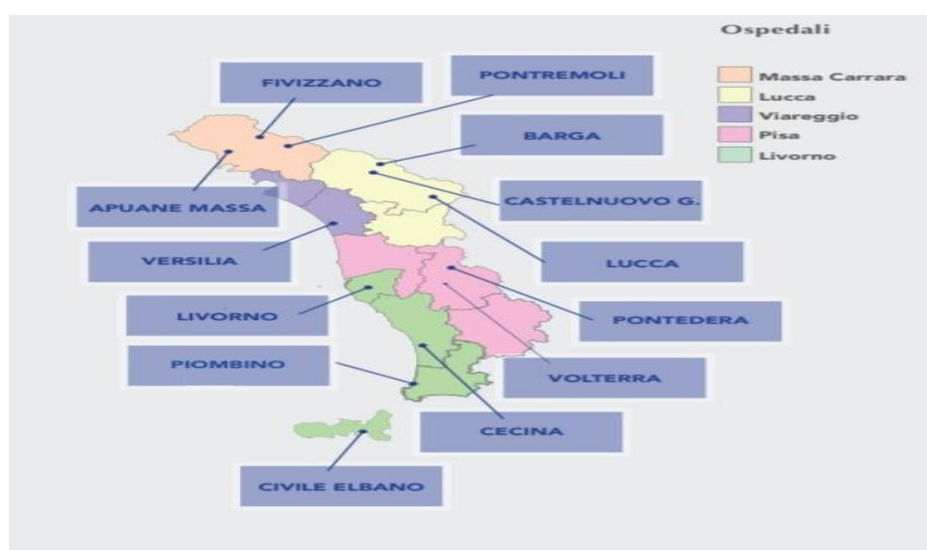 Ospedali
Massa Carrara
Lucca
Viareggio
Pisa
Livorno
FIVIZZANO
PONTREMOLI
BARGA
APUANE MASSA
CASTELNUOVO G.
VERSILIA
LUCCA
LIVORNO
PONTEDERA
PIOMBINO
VOLTERRA
CECINA
CIVILE ELBANO